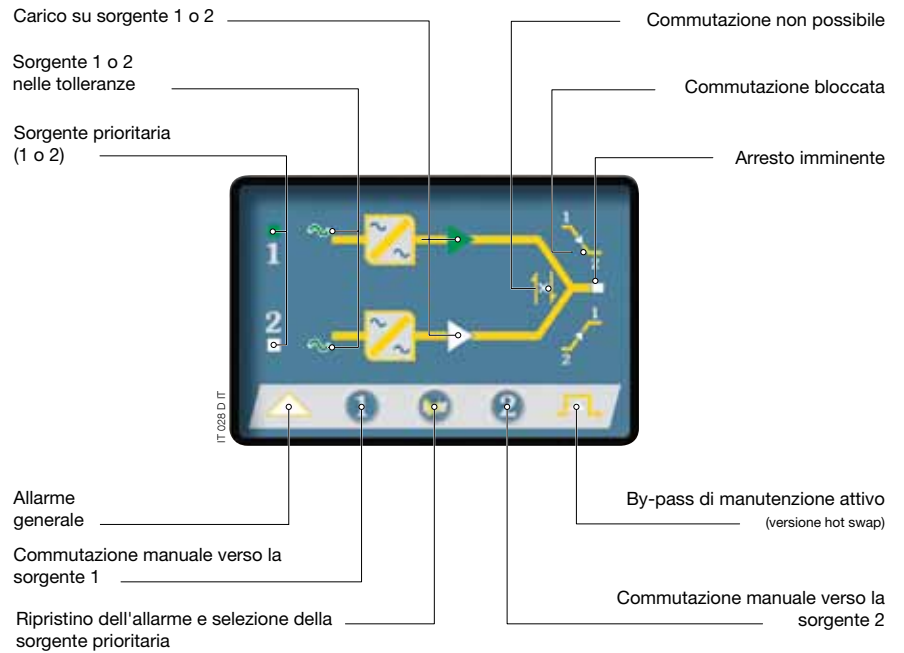 Carico su sorgente 1 o 2
Commutazione non possibile
Sorgente 1 o 2
nelle tolleranze
Commutazione bloccata
Sorgente prioritaria
(1 o 2)
Arresto imminente
1
1
2
2
1
2
1
2
IT 028 D IT
Allarme
generale
By-pass di manutenzione attivo
(versione hot swap)
Commutazione manuale verso la
sorgente 1
Commutazione manuale verso la
sorgente 2
Ripristino dell'allarme e selezione della
sorgente prioritaria